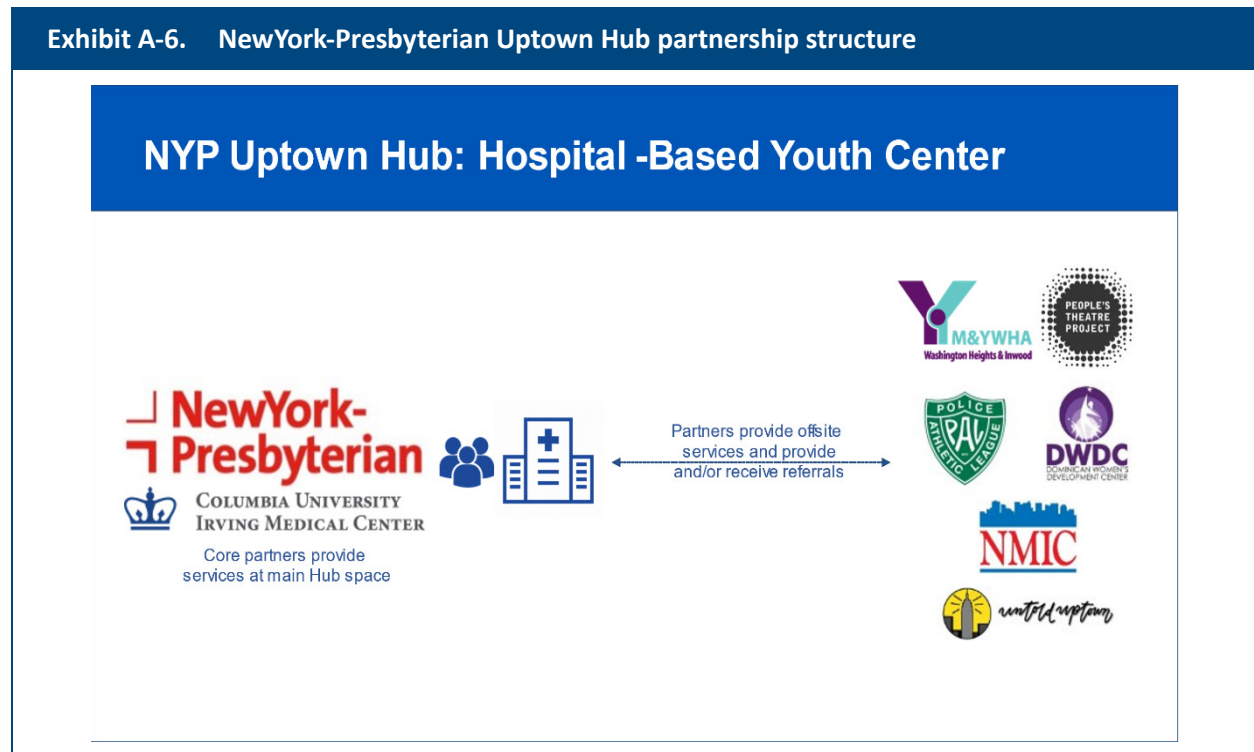 Exhibit A-6. NewYork-Presbyterian Uptown Hub partnership structure
NYP Uptown Hub: Hospital -Based Youth Center
NewYork-
Presbyterian
COLUMBIA UNIVERSITY
IRVING MEDICAL CENTER
Core partners provide
services at main Hub space
Partners provide offsite
services and provide
and/or receive referrals
Y
M&YWHA
Washington Heights & Inwood
PEOPLE'S
THEATRE
PROJECT
POLICE
PAL
ATHLETIC LEAGUE
DWDC
DOMINICAN WOMEN'S
DEVELOPMENT CENTER
NMIC
untold uptown